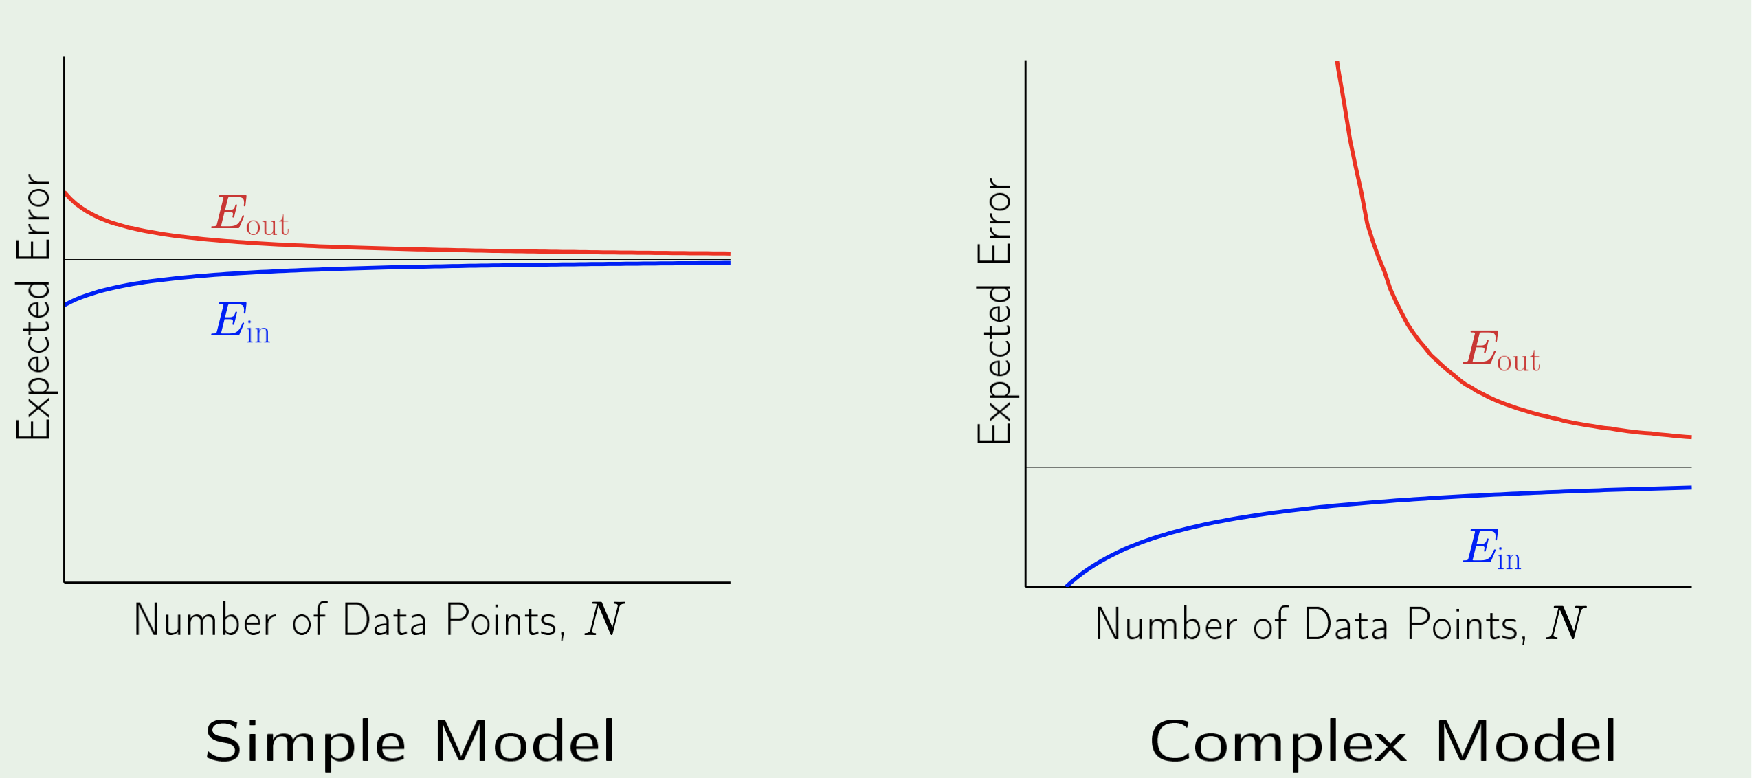 Expected Error
E_out
E_in
Number of Data Points, N
Simple Model
Expected Error
E_out
E_in
Number of Data Points, N
Complex Model